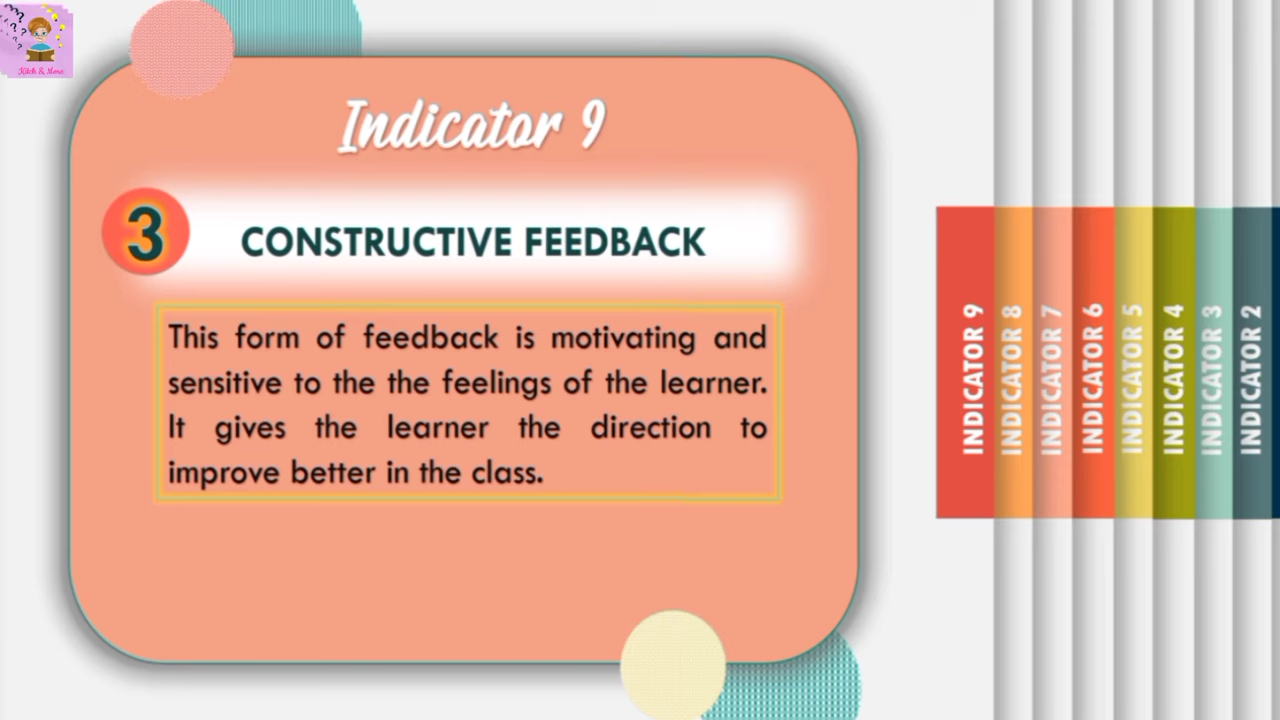 Kitch & More
Indicator 9
3
CONSTRUCTIVE FEEDBACK
This form of feedback is motivating and
sensitive to the the feelings of the learner.
It gives the learner the direction to
improve better in the class.
INDICATOR 9
INDICATOR 8
INDICATOR 7
INDICATOR 6
INDICATOR 5
INDICATOR 4
INDICATOR 3
INDICATOR 2